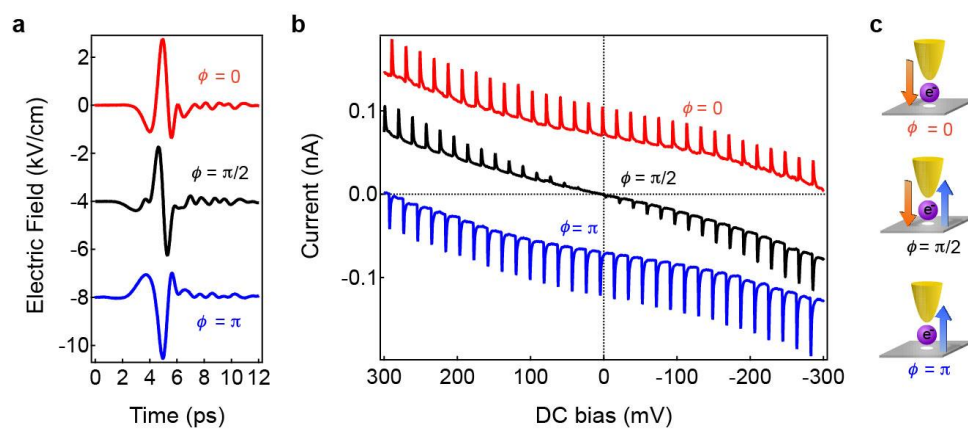 a
b
c
Electric Field (kV/cm)
2
0
-2
-4
-6
-8
-10
ϕ = 0
ϕ = π/2
ϕ = π
0 2 4 6 8 10 12
Time (ps)
Current (nA)
0.1
0.0
-0.1
ϕ = 0
ϕ = π/2
ϕ = π
300 200 100 0 -100 -200 -300
DC bias (mV)
e-
ϕ = 0
e-
ϕ = π/2
e-
ϕ = π